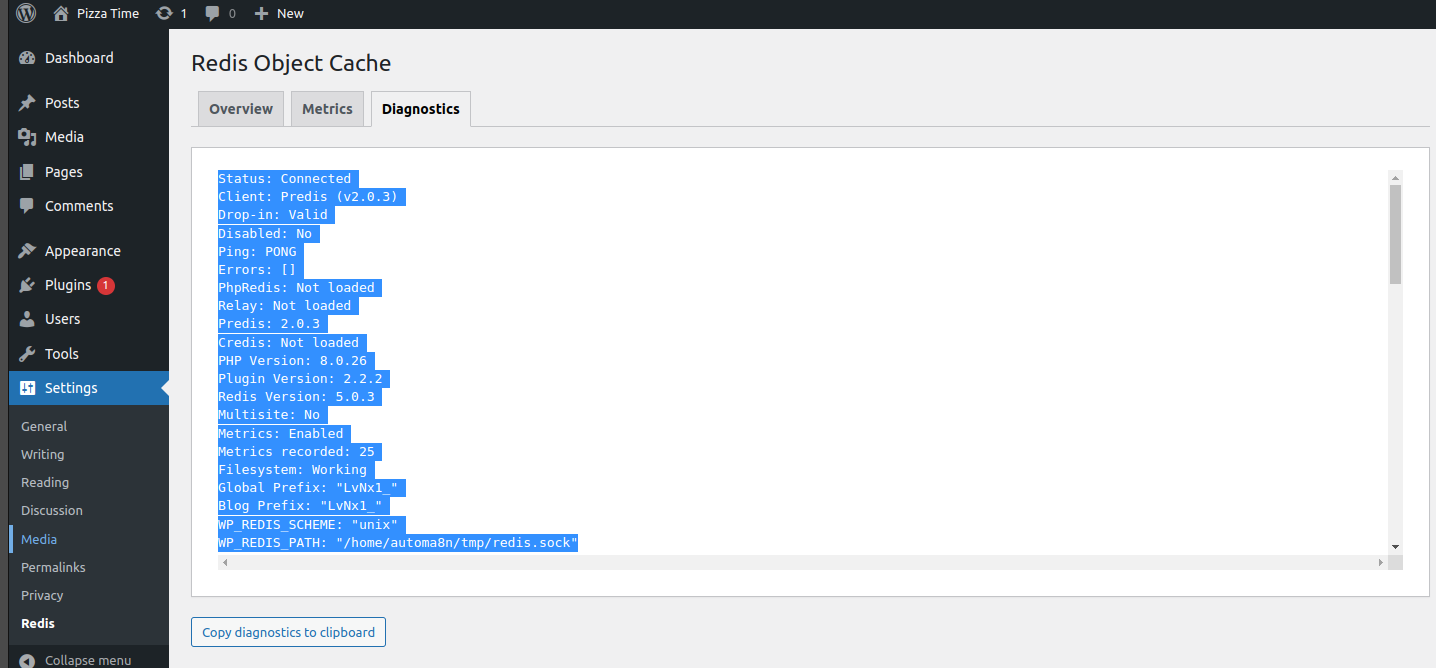 Pizza Time 1 0 New
Dashboard
Posts
Media
Pages
Comments
Appearance
Plugins 1
Users
Tools
Settings
General
Writing
Reading
Discussion
Media
Permalinks
Privacy
Redis
Collapse menu
Redis Object Cache
Overview Metrics Diagnostics
Status: Connected
Client: Predis (v2.0.3)
Drop-in: Valid
Disabled: No
Ping: PONG
Errors: []
PhpRedis: Not loaded
Relay: Not loaded
Predis: 2.0.3
Credis: Not loaded
PHP Version: 8.0.26
Plugin Version: 2.2.2
Redis Version: 5.0.3
Multisite: No
Metrics: Enabled
Metrics recorded: 25
Filesystem: Working
Global Prefix: "LvNx1_"
Blog Prefix: "LvNx1_"
WP_REDIS_SCHEME: "unix"
WP_REDIS_PATH: "/home/automa8n/tmp/redis.sock"
Copy diagnostics to clipboard